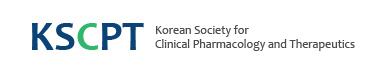 KSCPT
Korean Society for
Clinical Pharmacology and Therapeutics